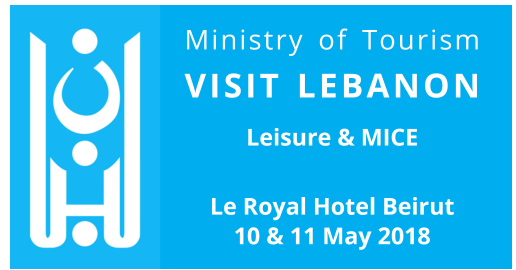 Ministry of Tourism
VISIT LEBANON
Leisure & MICE
Le Royal Hotel Beirut
10 & 11 May 2018